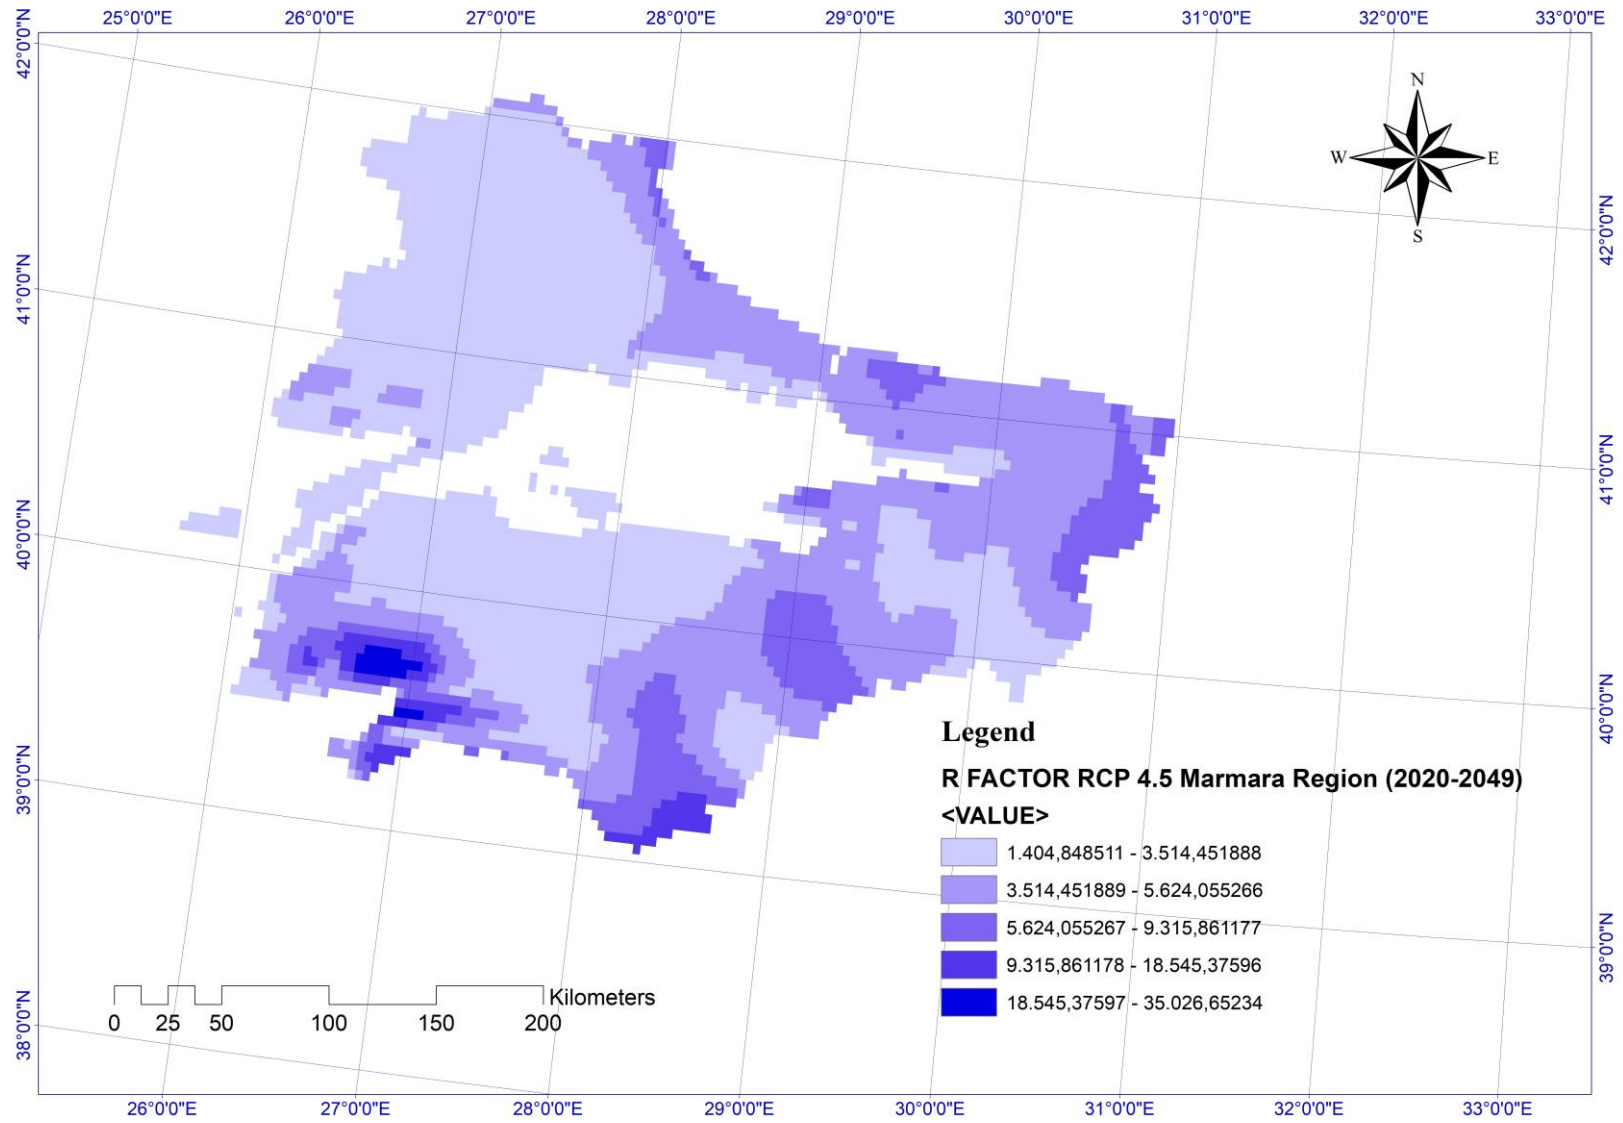 25°0'0"E 26°0'0"E 27°0'0"E 28°0'0"E 29°0'0"E 30°0'0"E 31°0'0"E 32°0'0"E 33°0'0"E
42°0'0"N
41°0'0"N
40°0'0"N
39°0'0"N
38°0'0"N
N
W E
S
42°0'0"N
41°0'0"N
40°0'0"N
39°0'0"N
Legend
R FACTOR RCP 4.5 Marmara Region (2020-2049)
<VALUE>
1.404,848511 - 3.514,451888
3.514,451889 - 5.624,055266
5.624,055267 - 9.315,861177
9.315,861178 - 18.545,37596
18.545,37597 - 35.026,65234
Kilometers
0 25 50 100 150 200
26°0'0"E 27°0'0"E 28°0'0"E 29°0'0"E 30°0'0"E 31°0'0"E 32°0'0"E 33°0'0"E